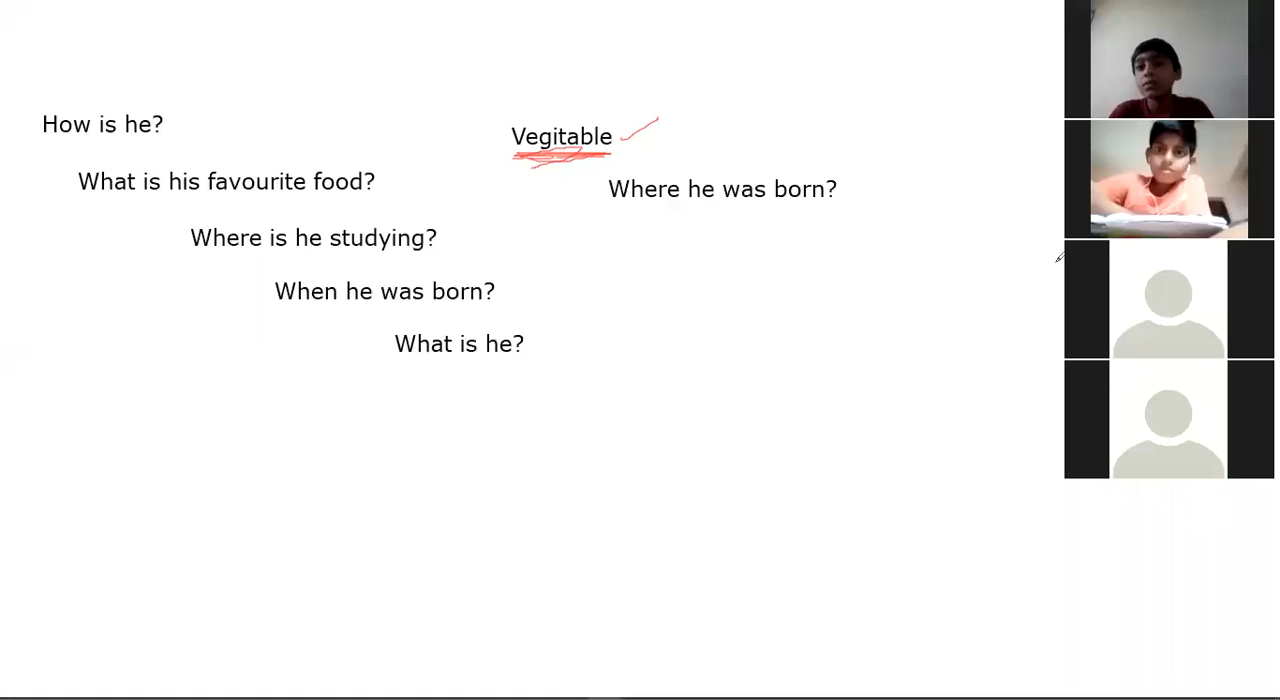 How is he?
Vegitable
What is his favourite food?
Where he was born?
Where is he studying?
When he was born?
What is he?